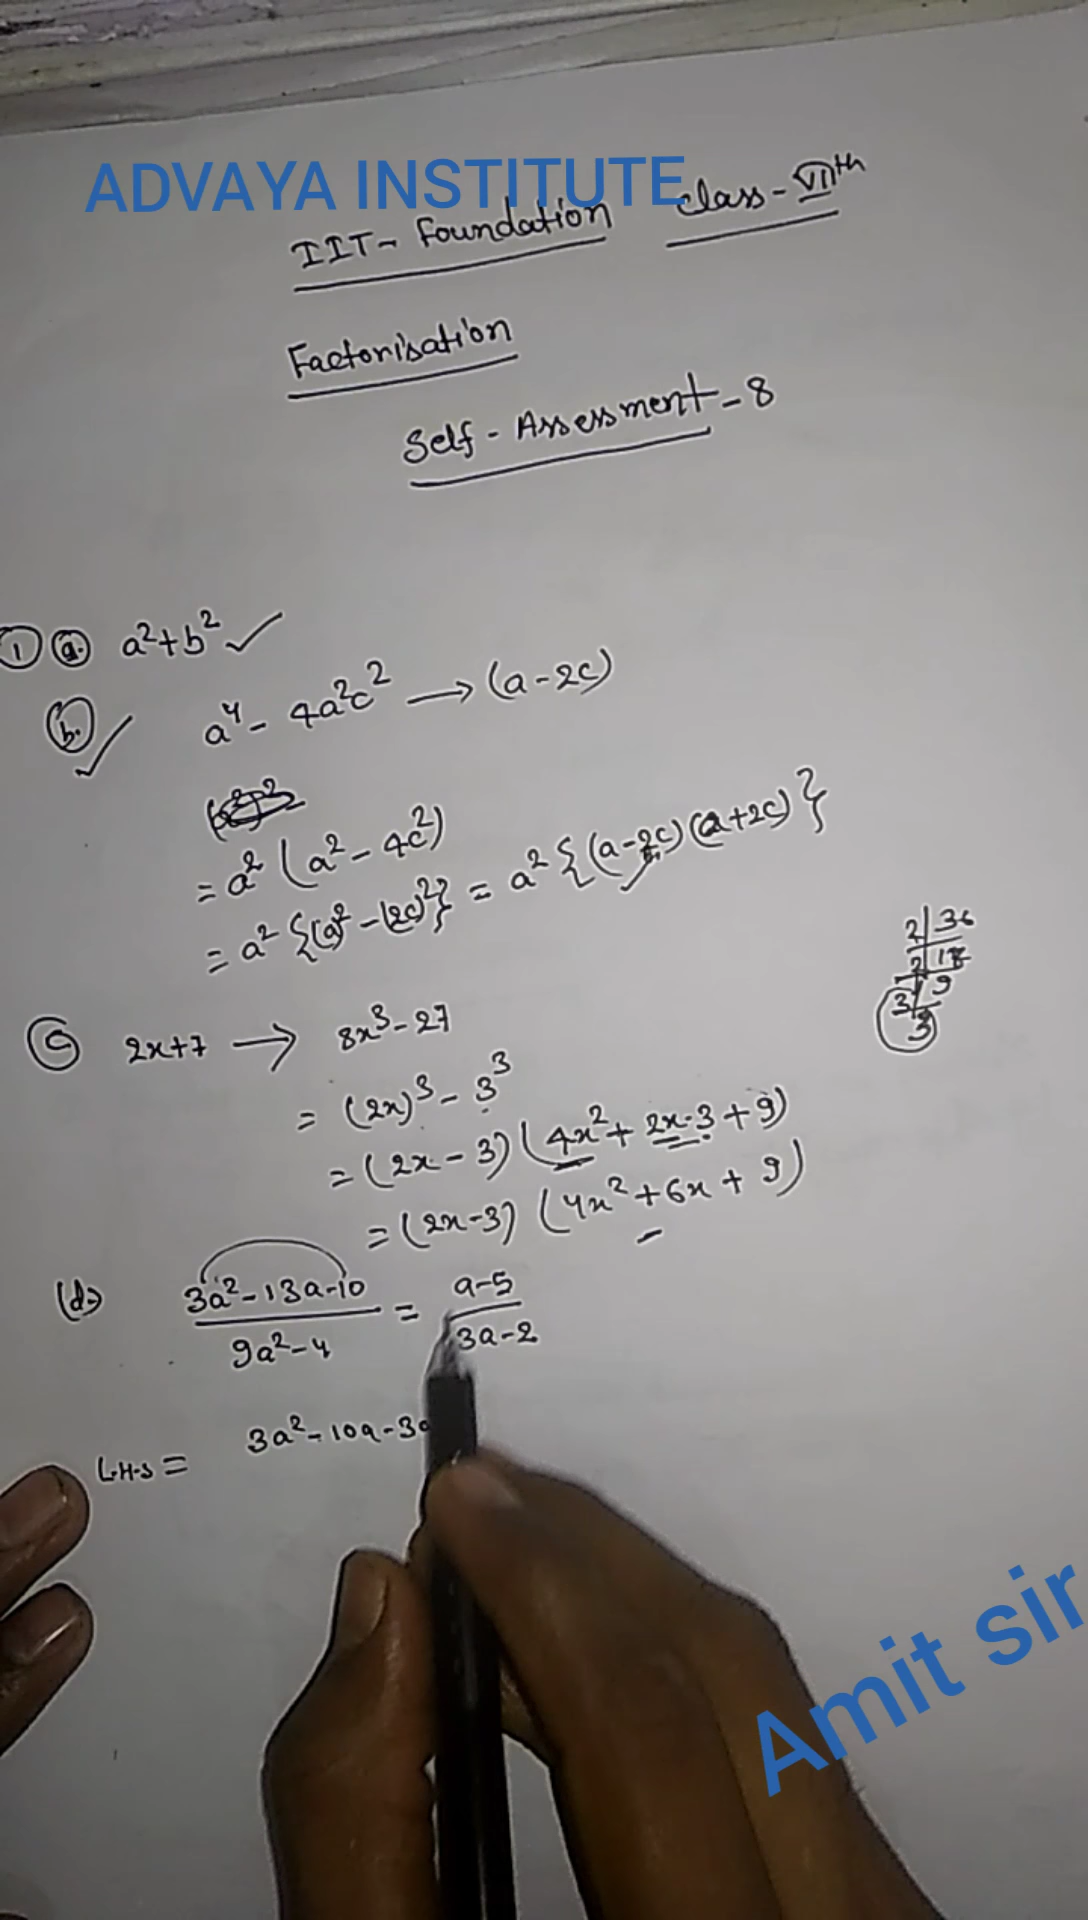 ADVAYA INSTITUTE
IIT- Foundation Class-VIIth
Factorisation
Self-Assessment-8
① ⓐ. a²+b² ✓
ⓑ. ✓ a⁴- 4a²c² → (a-2c)
= a² (a²-4c²)
= a² {(a)²-(2c)²} = a² {(a-2c)(a+2c)}
2 | 36
2 | 18
3 | 9
3
ⓒ 2x+7 → 8x³-27
= (2x)³- 3³
= (2x-3) (4x²+ 2x·3 + 9)
= (2x-3) (4x²+6x+9)
(d.) 3a²-13a-10 / 9a²-4 = a-5 / 3a-2
L.H.S = 3a²-10a-3
Amit sir